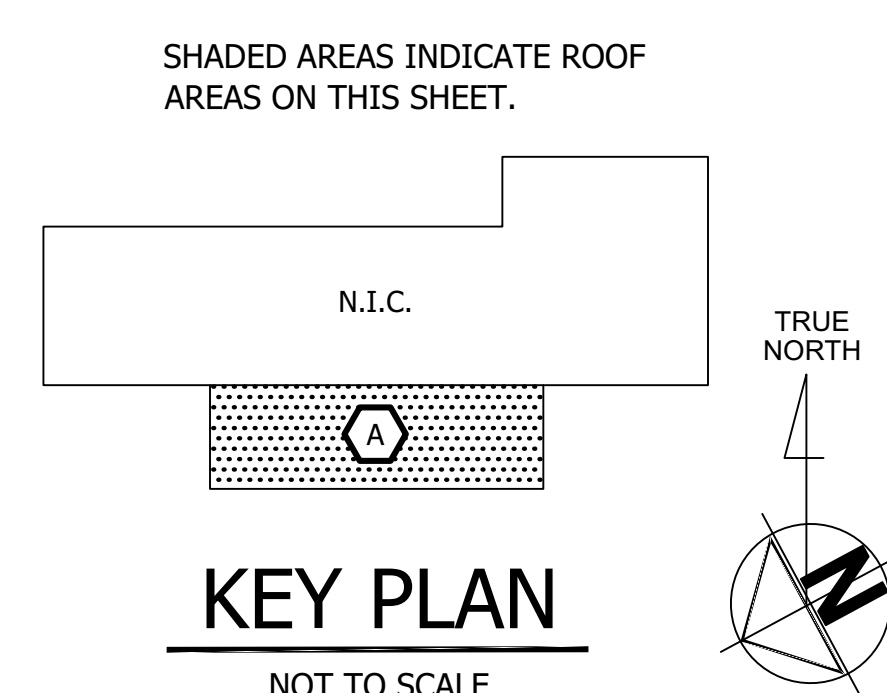 SHADED AREAS INDICATE ROOF
AREAS ON THIS SHEET.
N.I.C.
A
TRUE
NORTH
N
KEY PLAN
NOT TO SCALE